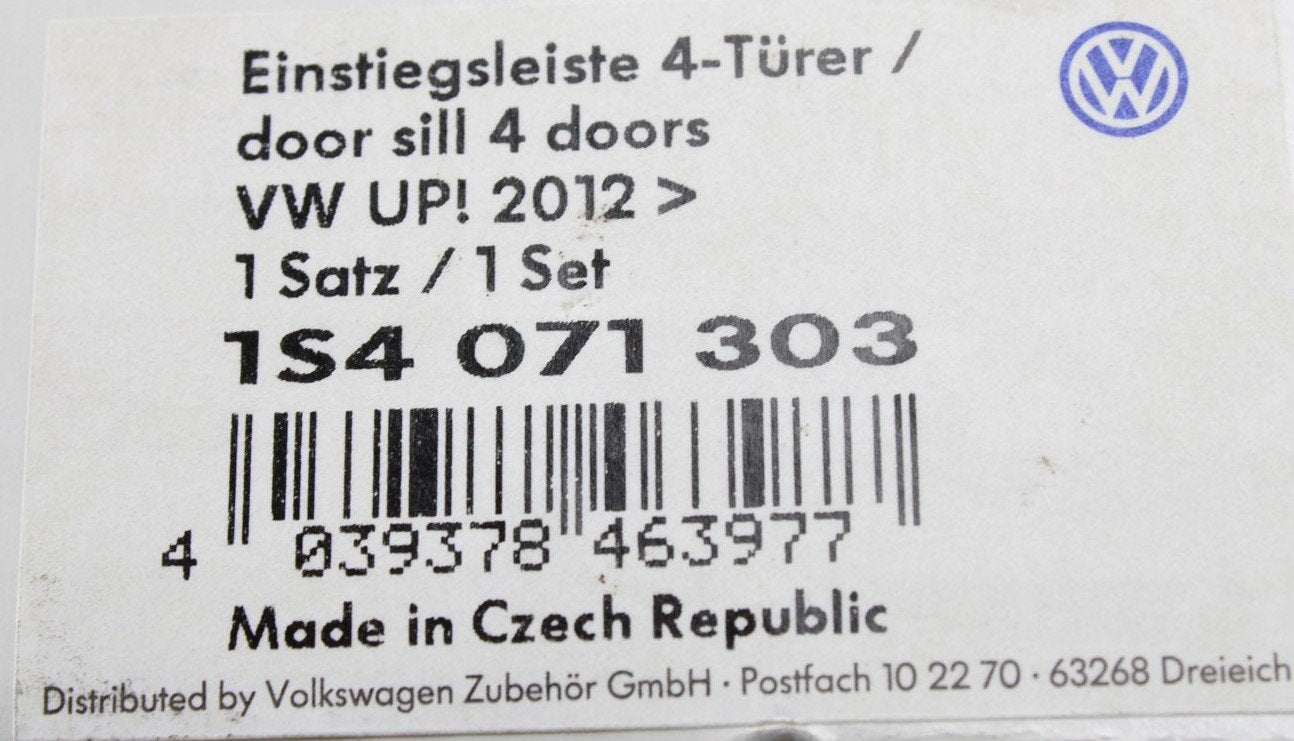 Einstiegsleiste 4-Türer /
door sill 4 doors
VW UP! 2012 >
1 Satz / 1 Set
1S4 071 303
4 039378 463977
Made in Czech Republic
Distributed by Volkswagen Zubehör GmbH · Postfach 10 22 70 · 63268 Dreieich